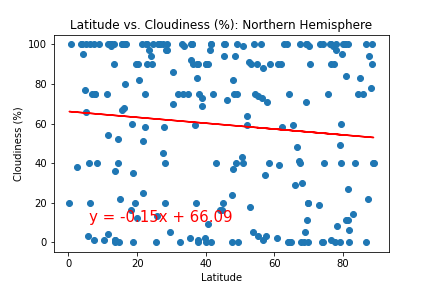 Latitude vs. Cloudiness (%): Northern Hemisphere
Cloudiness (%)
100
80
60
40
20
0
y = -0.15x + 66.09
0
20
40
60
80
Latitude